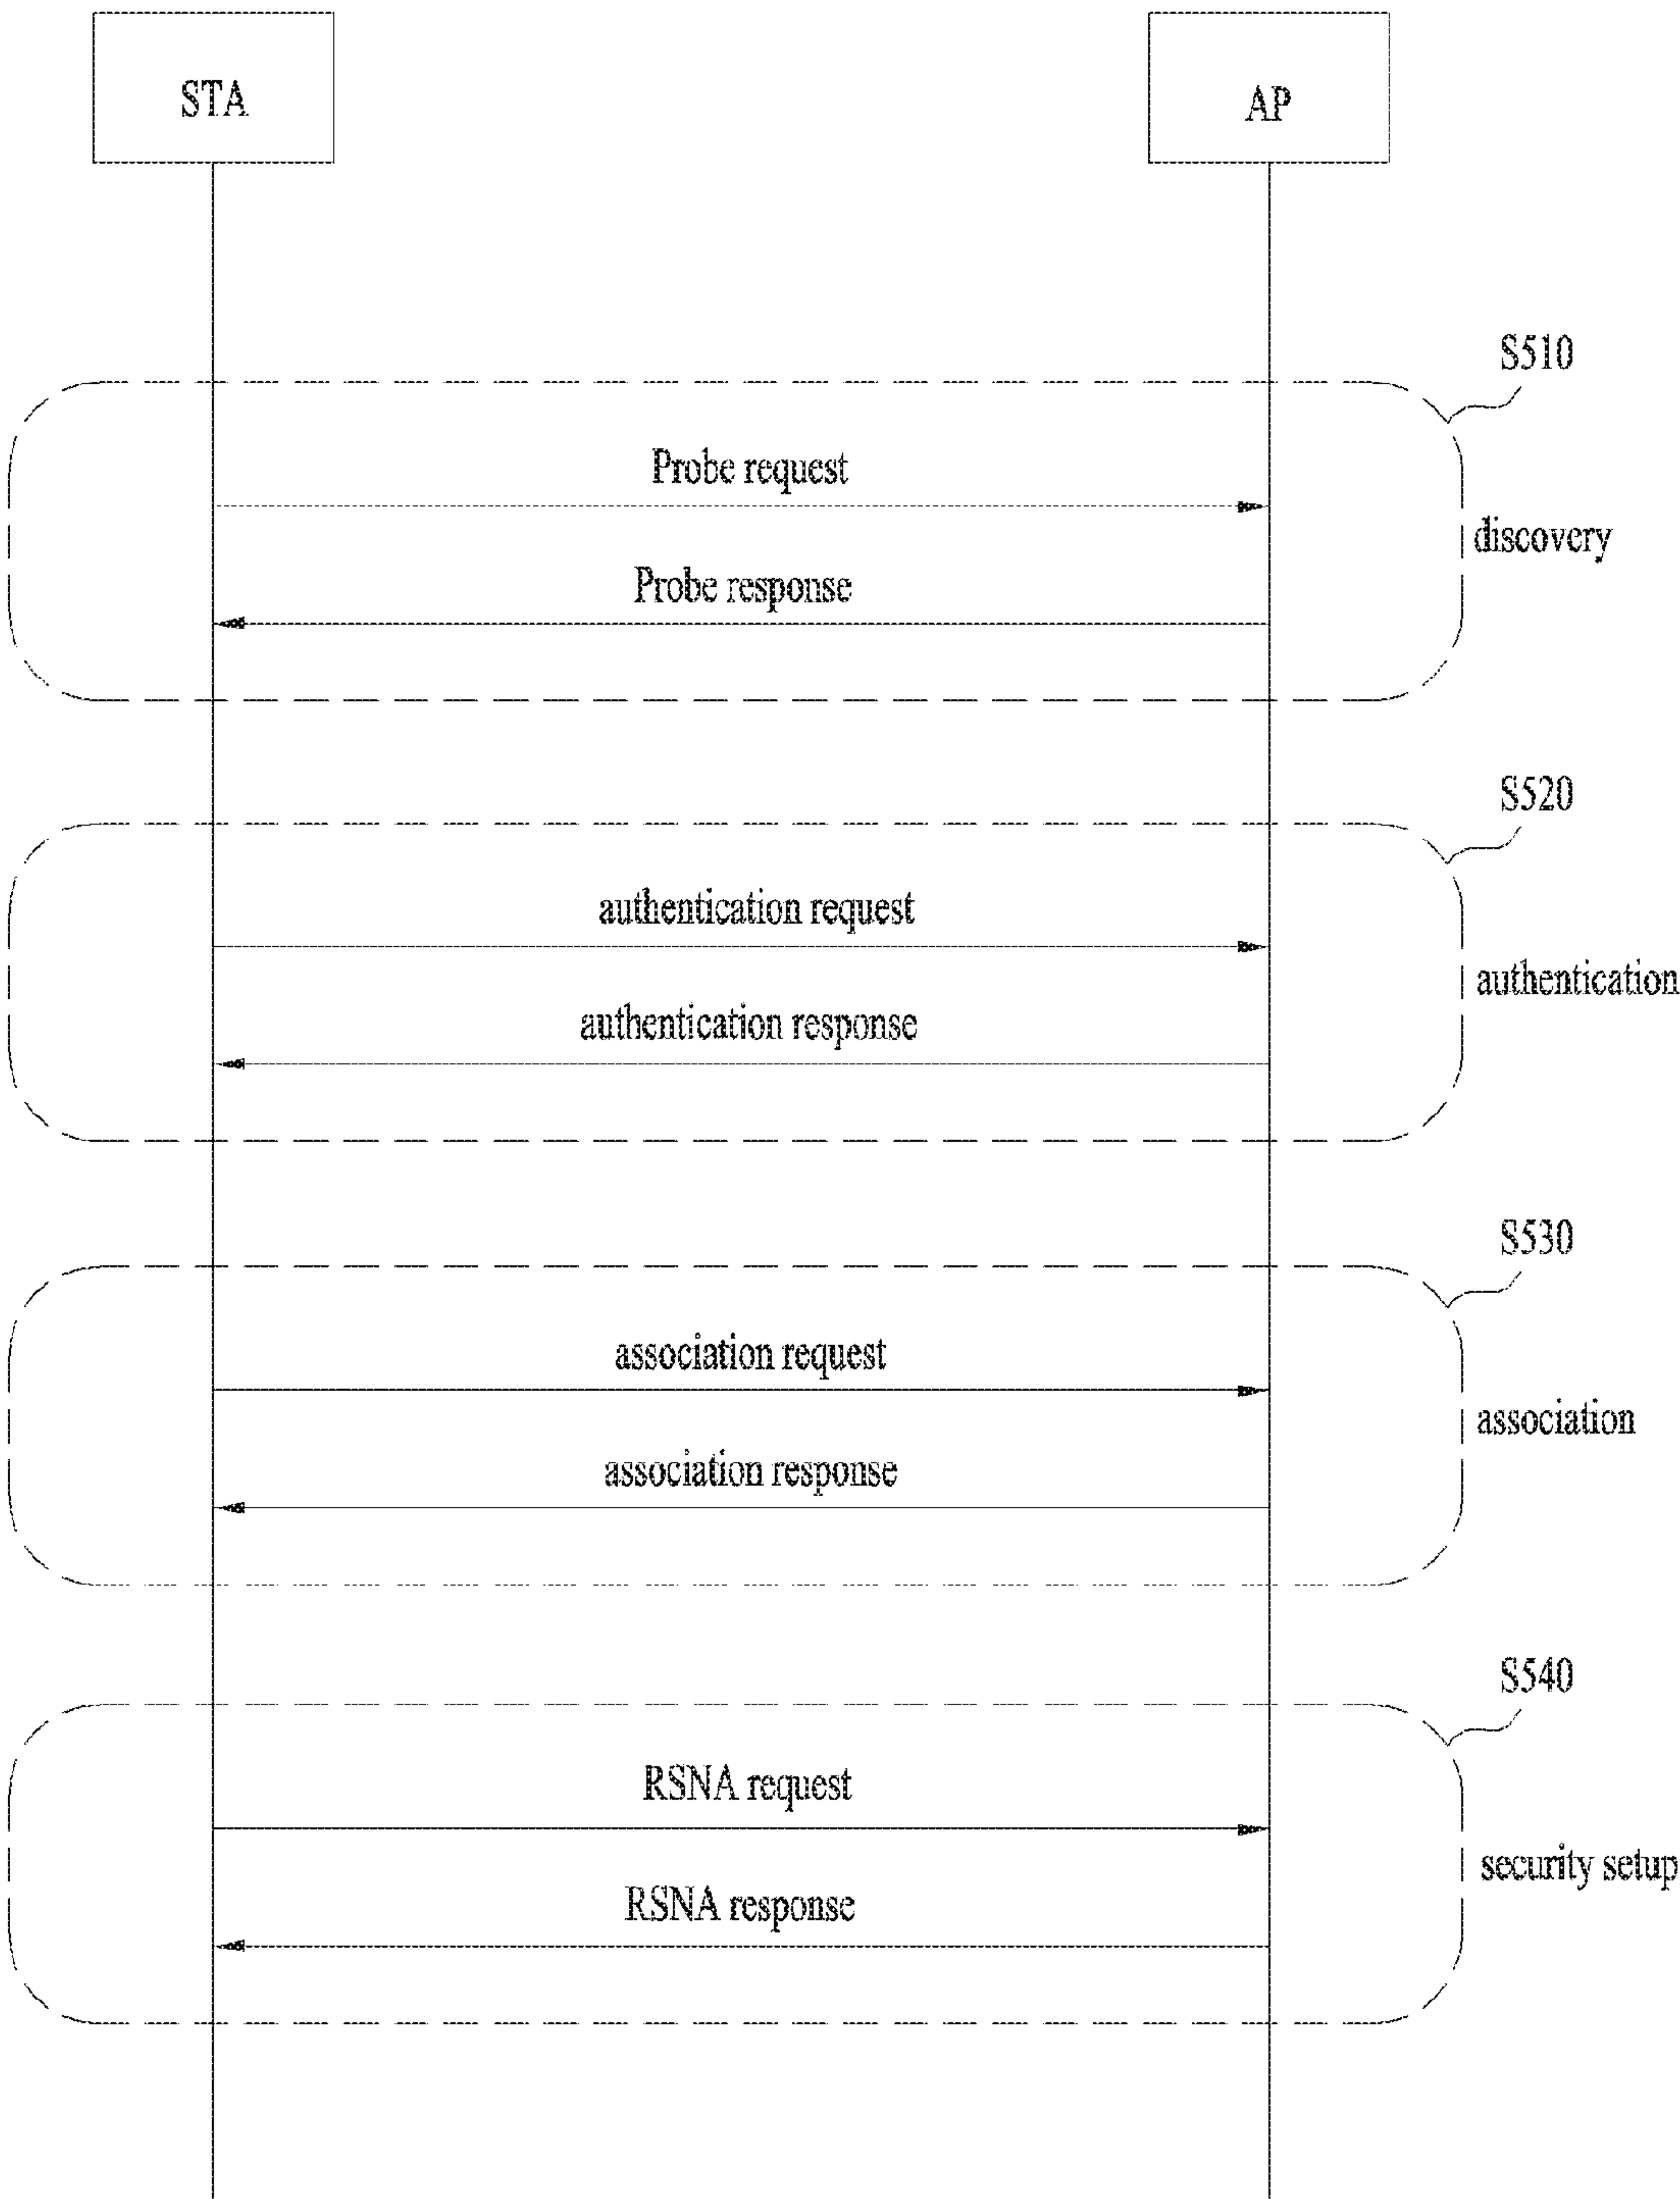 STA
AP
S510
Probe request
discovery
Probe response
S520
authentication request
authentication
authentication response
S530
association request
association
association response
S540
RSNA request
security setup
RSNA response